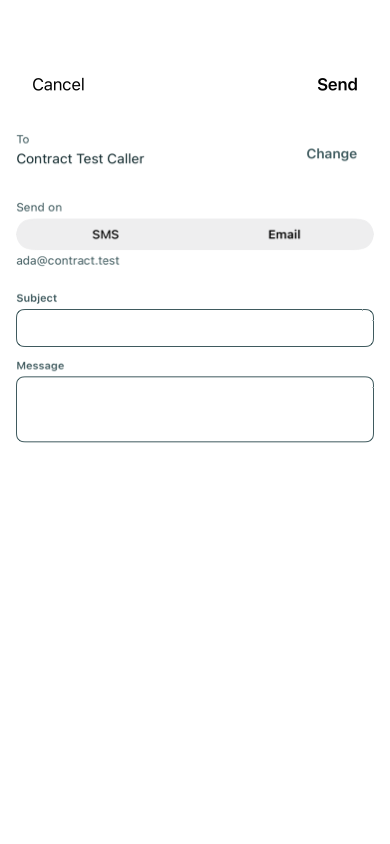 Cancel
Send
To
Contract Test Caller
Change
Send on
SMS
Email
ada@contract.test
Subject
Message